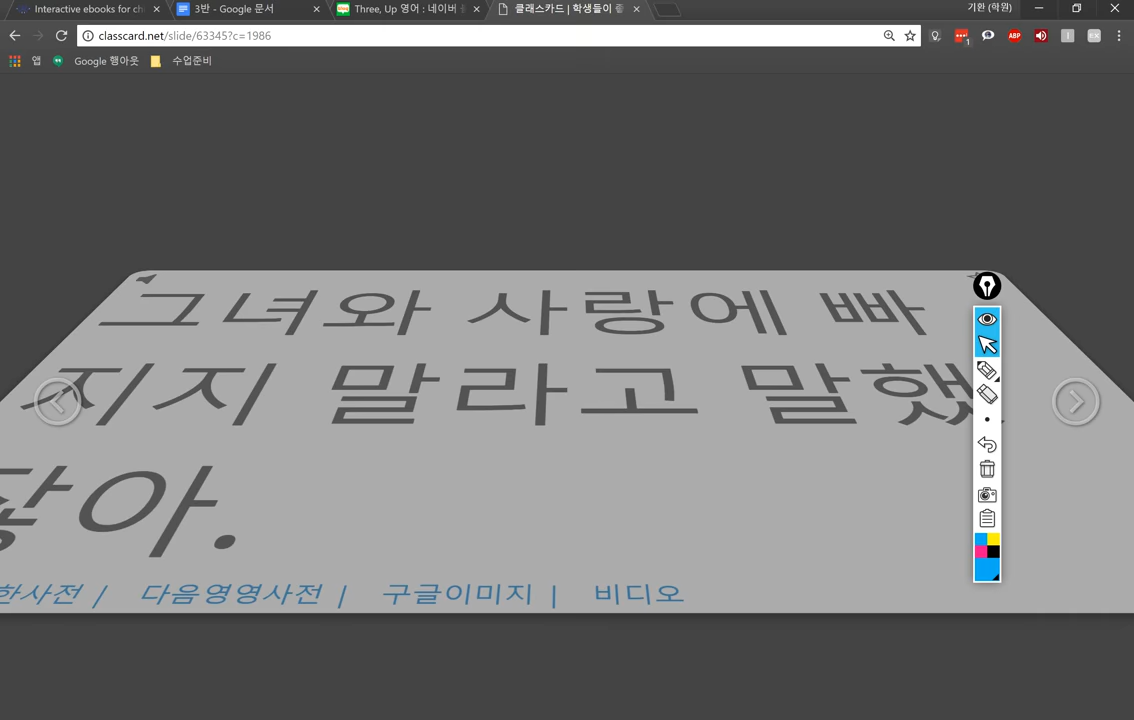 Interactive ebooks for ch
3반 - Google 문서
Three, Up 영어 : 네이버
클래스카드 | 학생들이
기환 (학원)
classcard.net/slide/63345?c=1986
1
ABP
앱
Google 행아웃
수업준비
그녀와 사랑에 빠
지지 말라고 말했
잖아.
한사전 /
다음영영사전 |
구글이미지 |
비디오